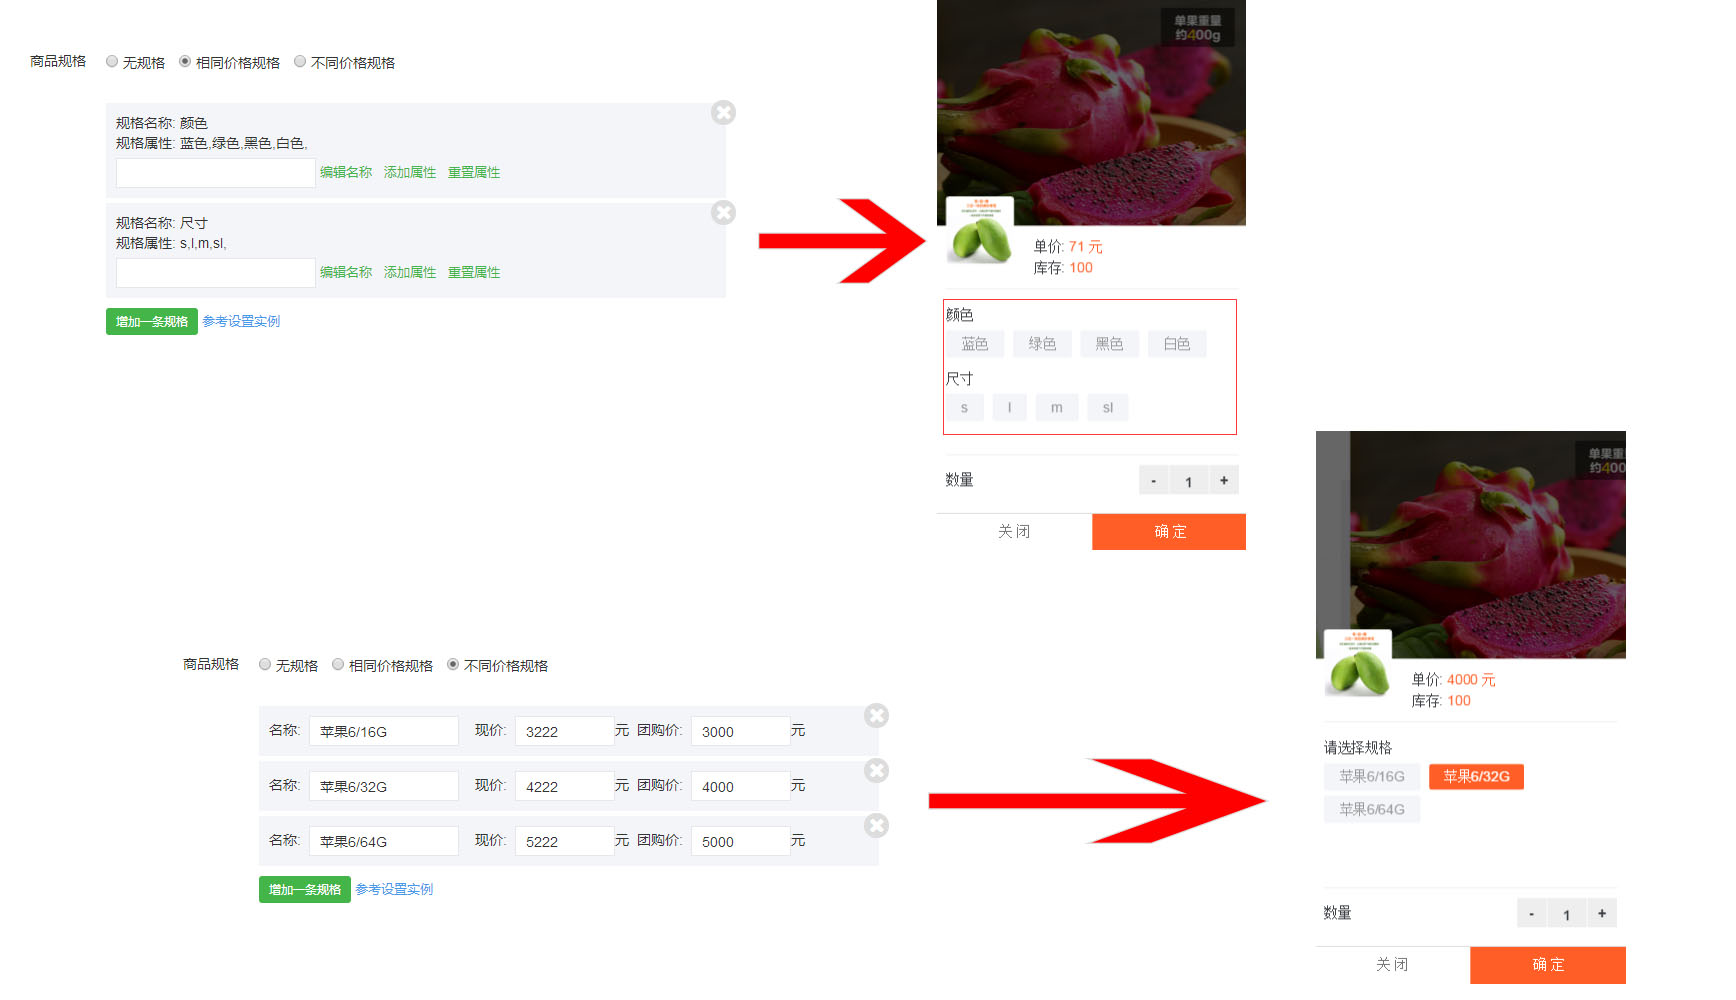 商品规格 无规格 相同价格规格 不同价格规格
规格名称: 颜色
规格属性: 蓝色,绿色,黑色,白色,
编辑名称 添加属性 重置属性
规格名称: 尺寸
规格属性: s,l,m,sl,
编辑名称 添加属性 重置属性
增加一条规格 参考设置实例
单果重量
约400g
单价: 71 元
库存: 100
颜色
蓝色 绿色 黑色 白色
尺寸
s l m sl
数量 - 1 +
关闭 确定
商品规格 无规格 相同价格规格 不同价格规格
名称: 苹果6/16G 现价: 3222 元 团购价: 3000 元
名称: 苹果6/32G 现价: 4222 元 团购价: 4000 元
名称: 苹果6/64G 现价: 5222 元 团购价: 5000 元
增加一条规格 参考设置实例
单果重
约400
单价: 4000 元
库存: 100
请选择规格
苹果6/16G 苹果6/32G
苹果6/64G
数量 - 1 +
关闭 确定